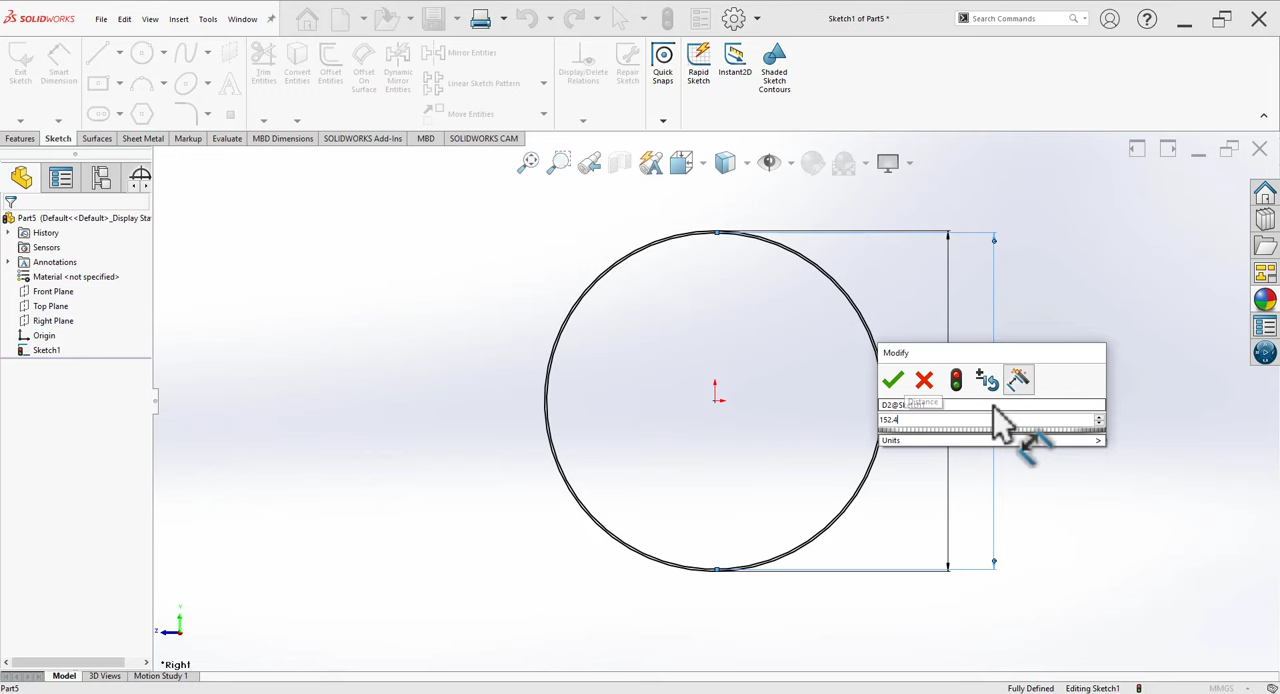 SOLIDWORKS File Edit View Insert Tools Window Sketch1 of Part5 * Search Commands
Exit Sketch
Smart Dimension
Trim Entities
Convert Entities
Offset Entities
Offset On Surface
Dynamic Mirror Entities
Mirror Entities
Linear Sketch Pattern
Move Entities
Display/Delete Relations
Repair Sketch
Quick Snaps
Rapid Sketch
Instant2D
Shaded Sketch Contours
Features Sketch Surfaces Sheet Metal Markup Evaluate MBD Dimensions SOLIDWORKS Add-Ins MBD SOLIDWORKS CAM
Part5 (Default<<Default>_Display Sta
History
Sensors
Annotations
Material <not specified>
Front Plane
Top Plane
Right Plane
Origin
Sketch1
Modify
Distance
152.4
Units >
Y
Z
*Right
Model 3D Views Motion Study 1
Part5 Fully Defined Editing Sketch1 MMGS